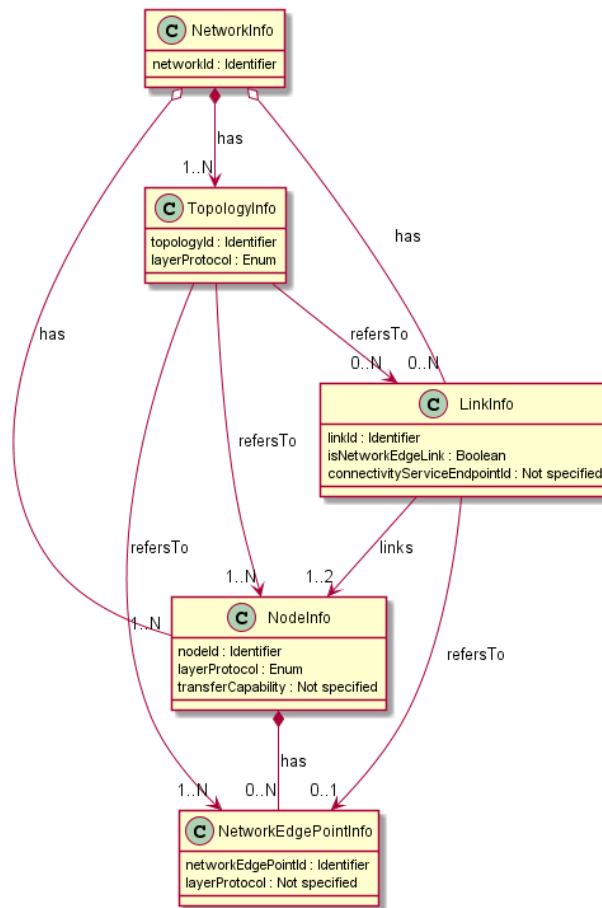 C NetworkInfo
networkId : Identifier
has
1..N
C TopologyInfo
topologyId : Identifier
layerProtocol : Enum
has
has
refersTo
0..N
0..N
C LinkInfo
linkId : Identifier
isNetworkEdgeLink : Boolean
connectivityServiceEndpointId : Not specified
refersTo
refersTo
links
1..N
1..2
1..N
C NodeInfo
nodeId : Identifier
layerProtocol : Enum
transferCapability : Not specified
refersTo
has
1..N
0..N
0..1
C NetworkEdgePointInfo
networkEdgePointId : Identifier
layerProtocol : Not specified